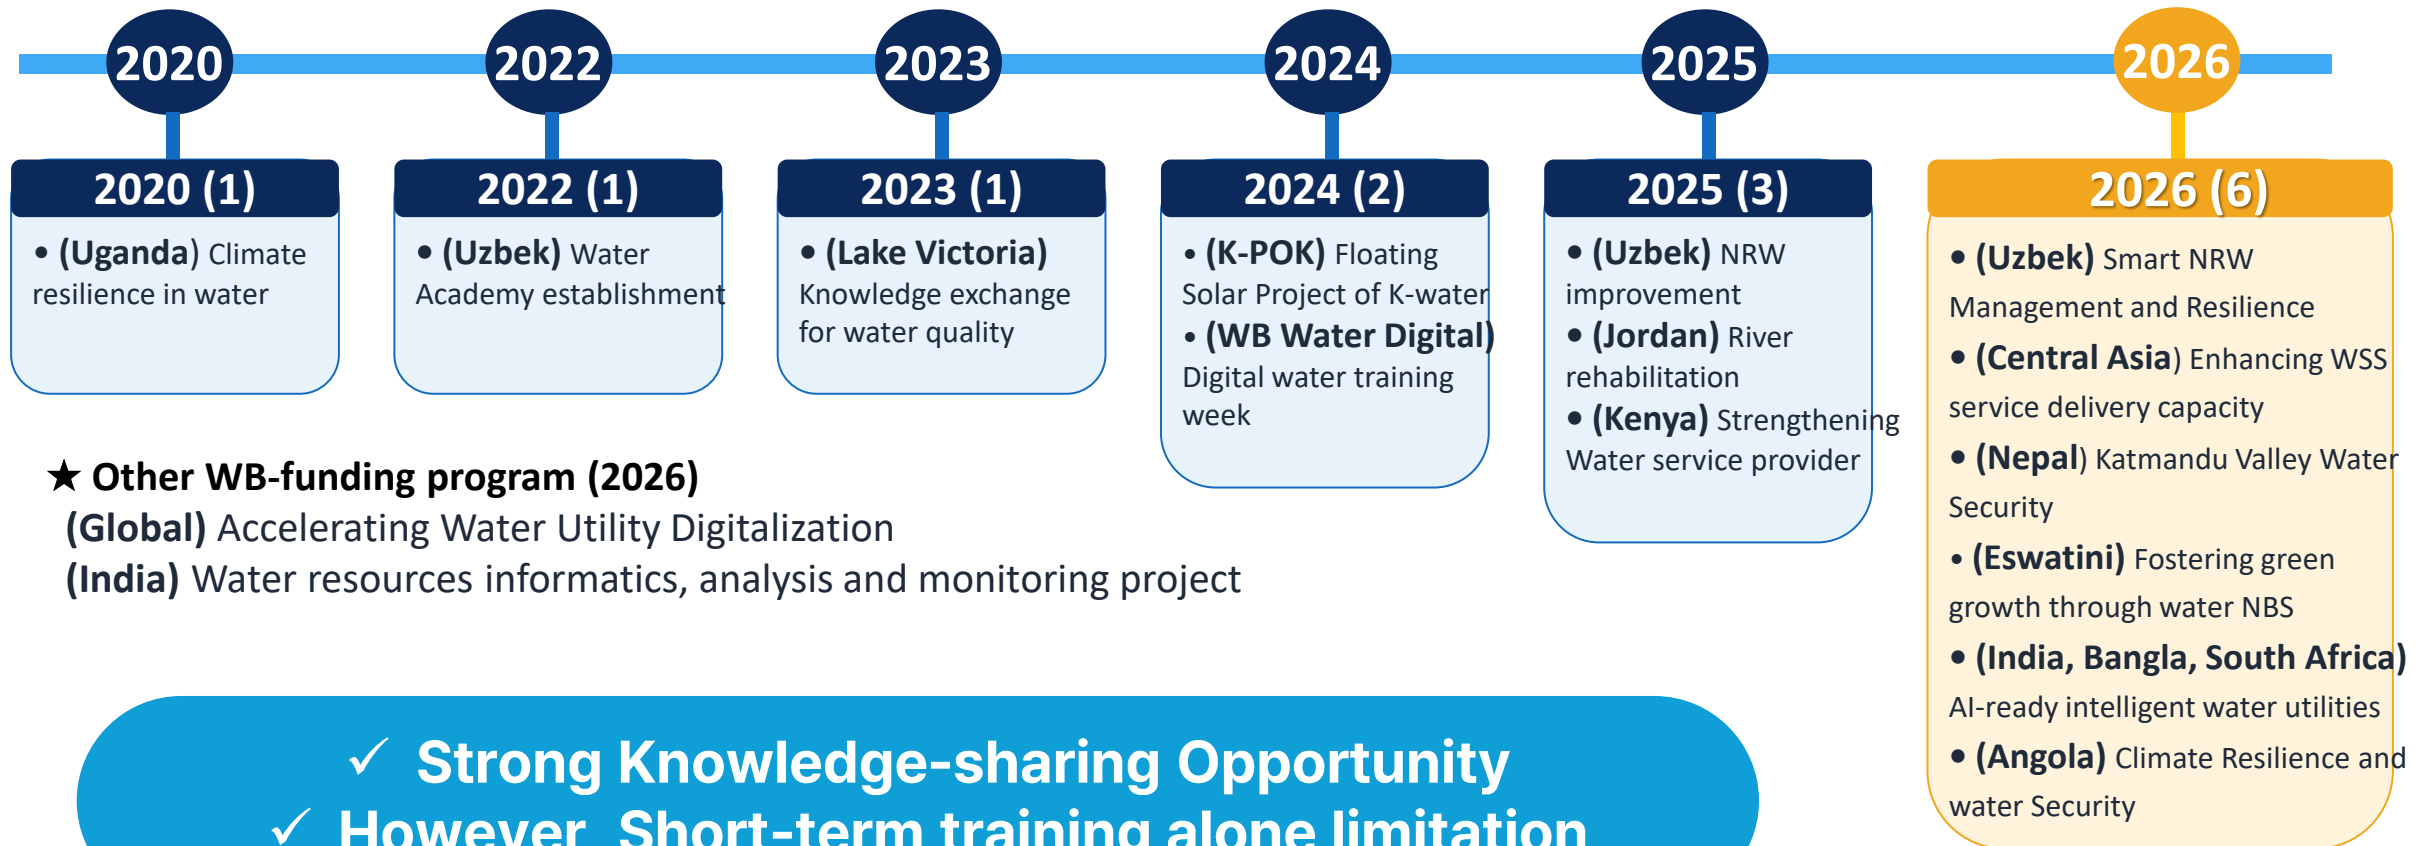 2020
2022
2023
2024
2025
2026
2020 (1)
• (Uganda) Climate
resilience in water
2022 (1)
• (Uzbek) Water
Academy establishment
2023 (1)
• (Lake Victoria)
Knowledge exchange
for water quality
2024 (2)
• (K-POK) Floating
Solar Project of K-water
• (WB Water Digital)
Digital water training
week
2025 (3)
• (Uzbek) NRW
improvement
• (Jordan) River
rehabilitation
• (Kenya) Strengthening
Water service provider
2026 (6)
• (Uzbek) Smart NRW
Management and Resilience
• (Central Asia) Enhancing WSS
service delivery capacity
• (Nepal) Katmandu Valley Water
Security
• (Eswatini) Fostering green
growth through water NBS
• (India, Bangla, South Africa)
AI-ready intelligent water utilities
• (Angola) Climate Resilience and
water Security
★ Other WB-funding program (2026)
(Global) Accelerating Water Utility Digitalization
(India) Water resources informatics, analysis and monitoring project
✓ Strong Knowledge-sharing Opportunity
✓ However Short-term training alone limitation